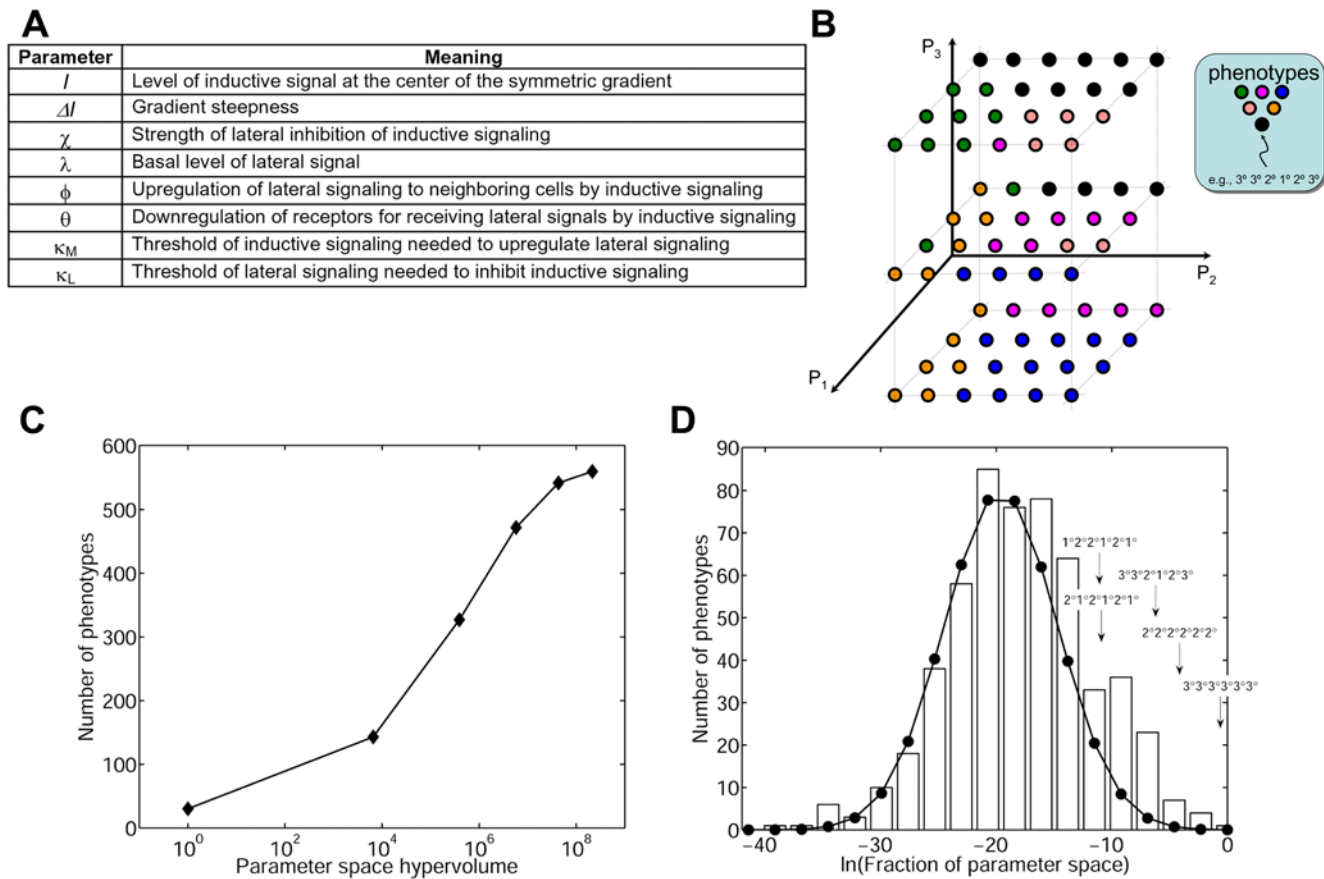 A
Parameter Meaning
I Level of inductive signal at the center of the symmetric gradient
ΔI Gradient steepness
χ Strength of lateral inhibition of inductive signaling
λ Basal level of lateral signal
ϕ Upregulation of lateral signaling to neighboring cells by inductive signaling
θ Downregulation of receptors for receiving lateral signals by inductive signaling
κM Threshold of inductive signaling needed to upregulate lateral signaling
κL Threshold of lateral signaling needed to inhibit inductive signaling
B
P3
P2
P1
phenotypes
e.g., 3º 3º 2º 1º 2º 3º
C
600
500
400
300
200
100
0
Number of phenotypes
10^0 10^2 10^4 10^6 10^8
Parameter space hypervolume
D
90
80
70
60
50
40
30
20
10
0
Number of phenotypes
1°2°2°1°2°1°
3°3°2°1°2°3°
2°1°2°1°2°1°
2°2°2°2°2°2°
3°3°3°3°3°3°
−40 −30 −20 −10 0
ln(Fraction of parameter space)